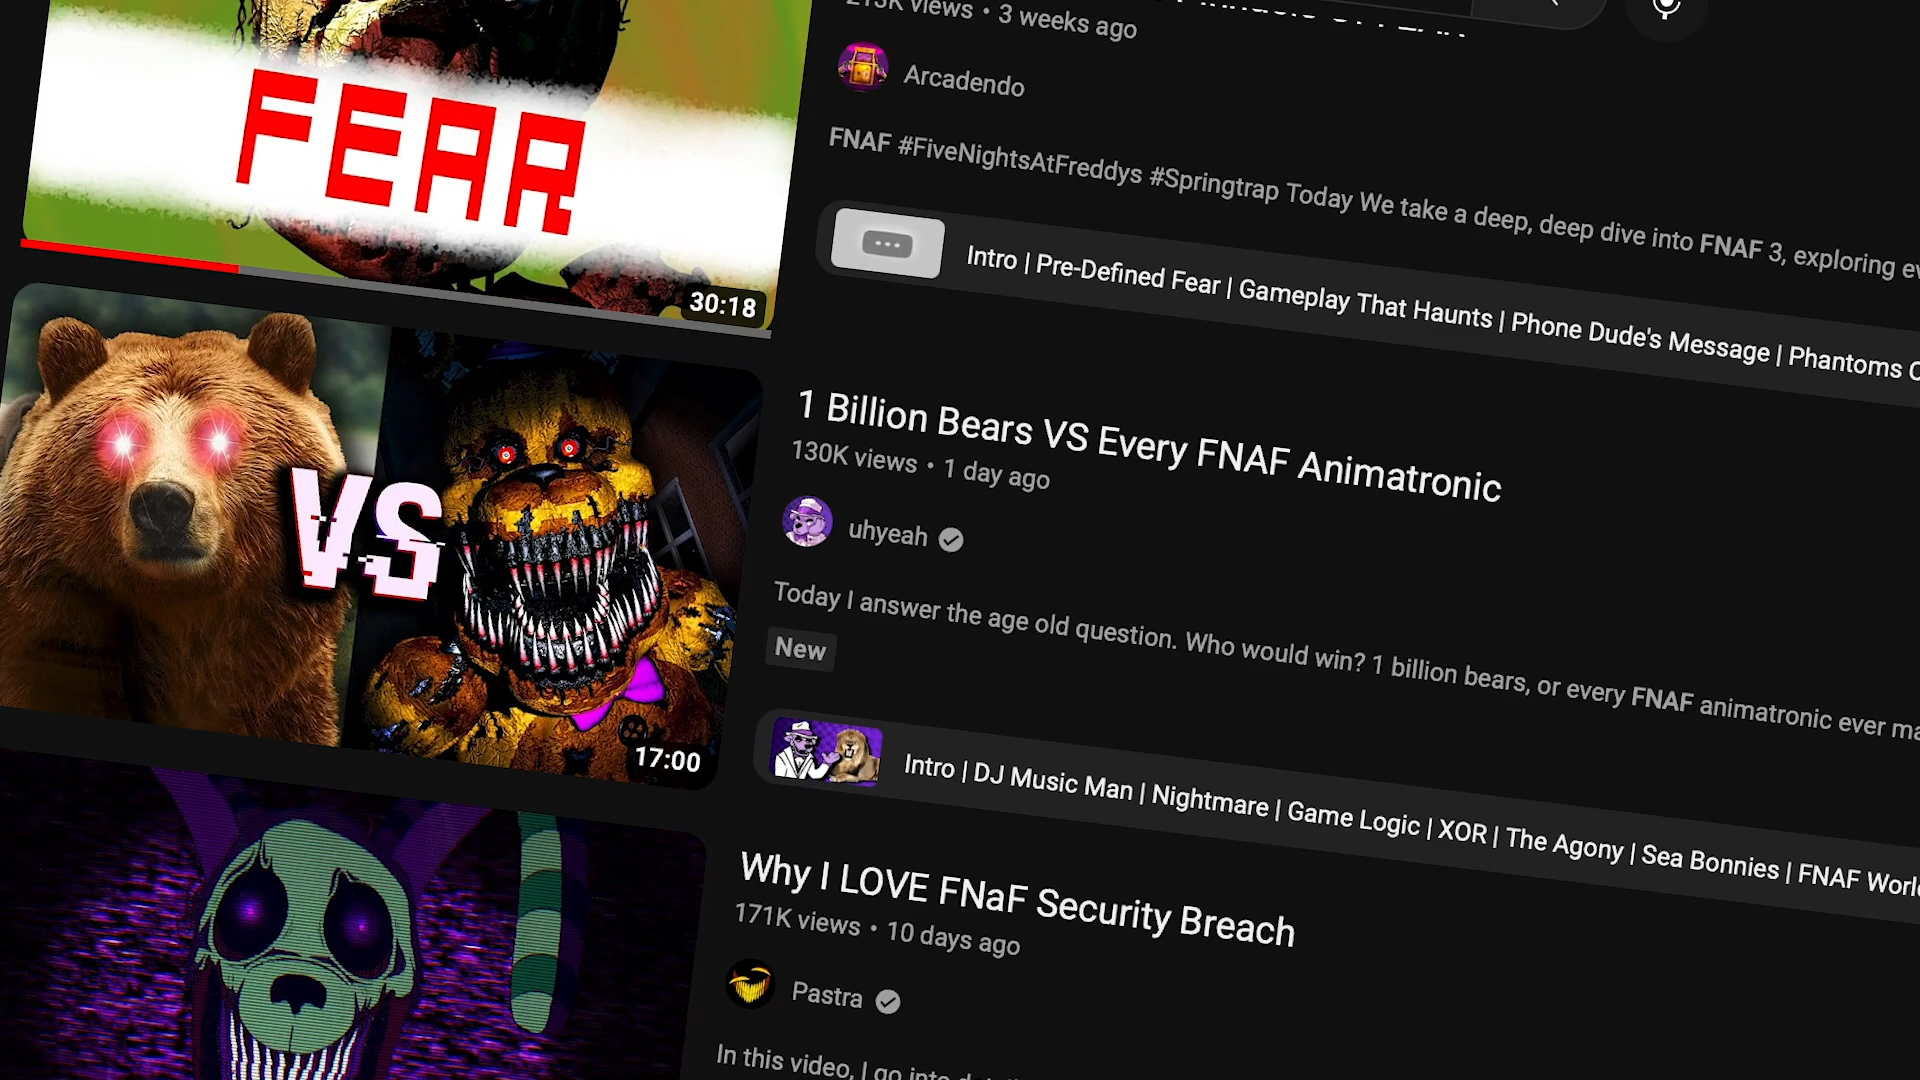 FEAR
30:18
views • 3 weeks ago
Arcadendo
FNAF #FiveNightsAtFreddys #Springtrap Today We take a deep, deep dive into FNAF 3, exploring
Intro | Pre-Defined Fear | Gameplay That Haunts | Phone Dude's Message | Phantoms
VS
17:00
1 Billion Bears VS Every FNAF Animatronic
130K views • 1 day ago
uhyeah
Today I answer the age old question. Who would win? 1 billion bears, or every FNAF animatronic ever
New
Intro | DJ Music Man | Nightmare | Game Logic | XOR | The Agony | Sea Bonnies | FNAF
Why I LOVE FNaF Security Breach
171K views • 10 days ago
Pastra
In this video, I go into